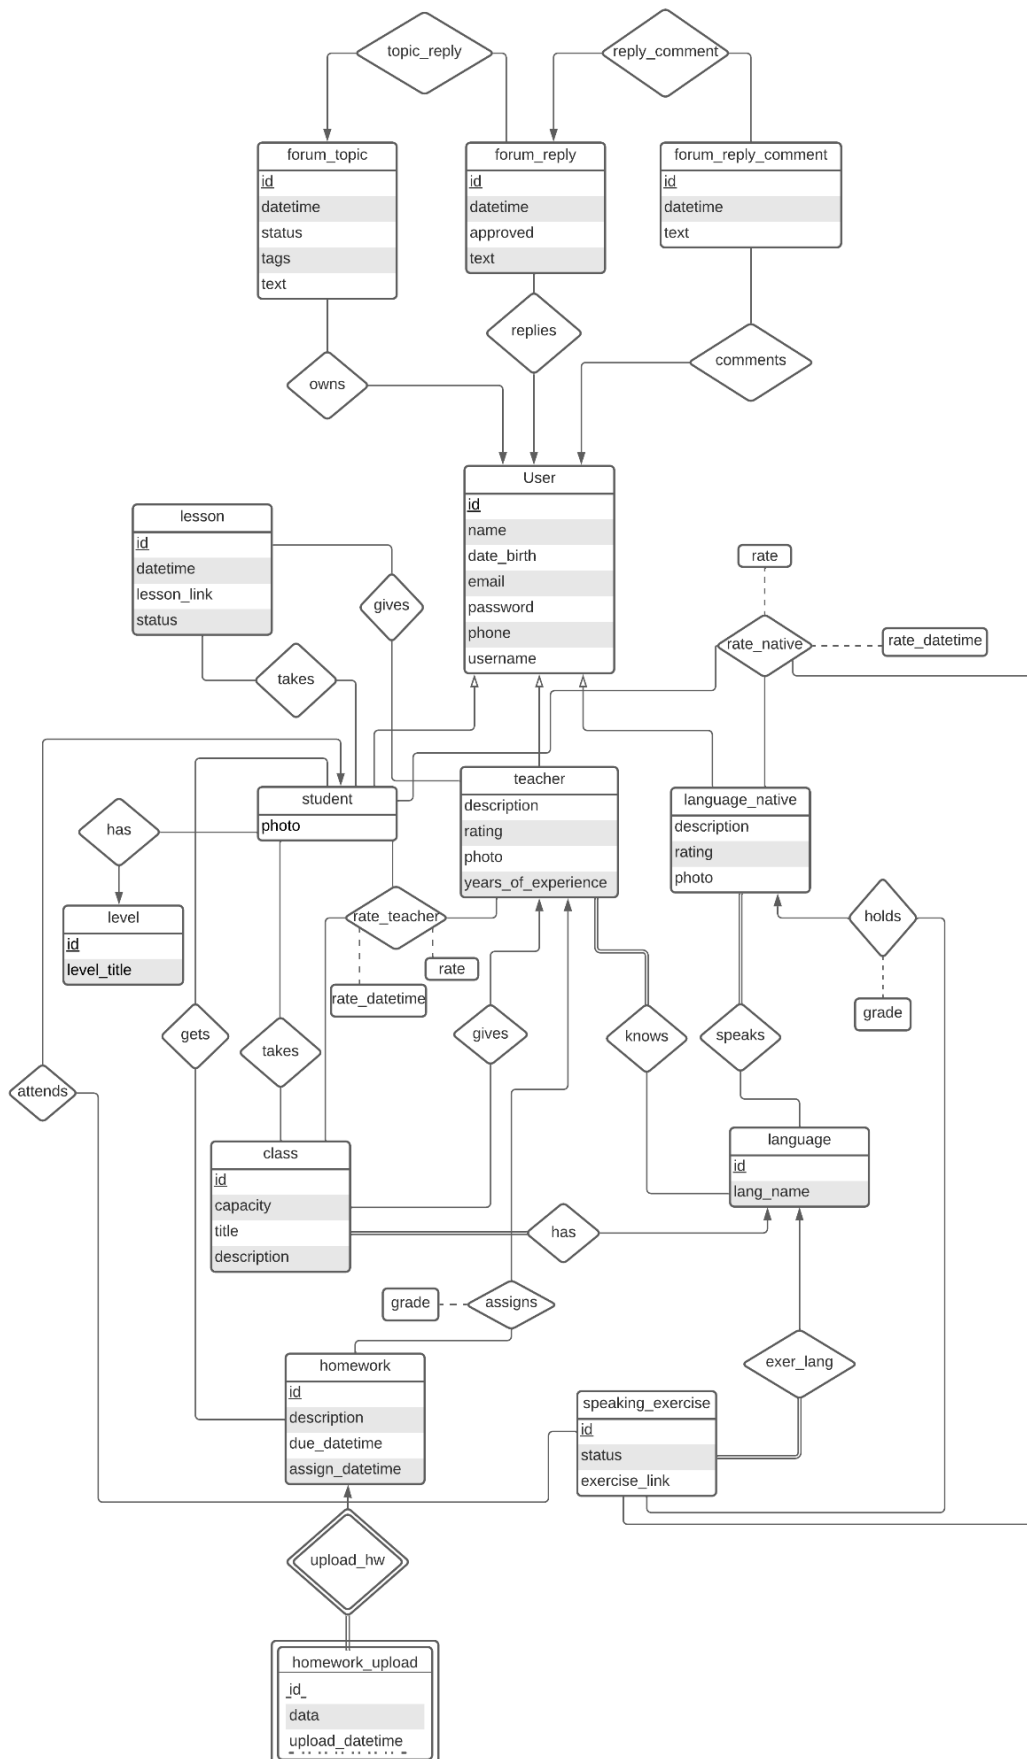 topic_reply
reply_comment
forum_topic
id
datetime
status
tags
text
forum_reply
id
datetime
approved
text
forum_reply_comment
id
datetime
text
owns
replies
comments
User
id
name
date_birth
email
password
phone
username
lesson
id
datetime
lesson_link
status
gives
takes
rate
rate_native
rate_datetime
student
photo
teacher
description
rating
photo
years_of_experience
language_native
description
rating
photo
has
level
id
level_title
rate_teacher
rate
rate_datetime
holds
grade
gets
takes
gives
knows
speaks
attends
class
id
capacity
title
description
language
id
lang_name
has
grade
assigns
exer_lang
homework
id
description
due_datetime
assign_datetime
speaking_exercise
id
status
exercise_link
upload_hw
homework_upload
id
data
upload_datetime